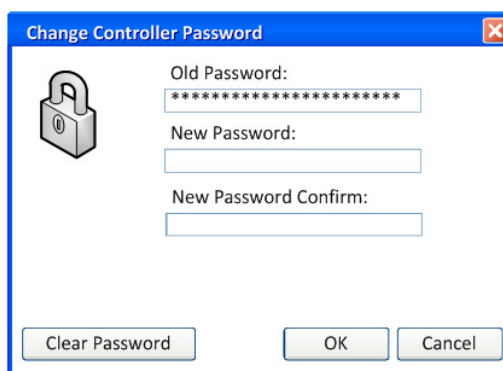 Change Controller Password
Old Password:
***********************
New Password:
New Password Confirm:
Clear Password
OK
Cancel